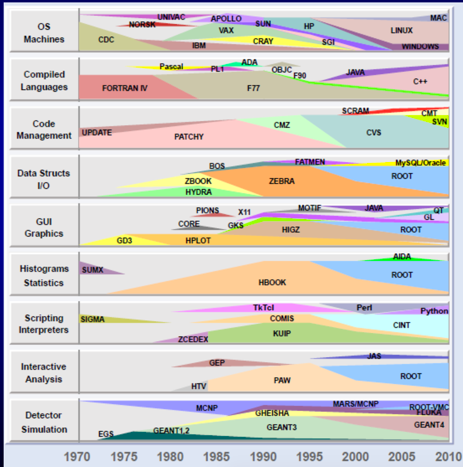 OS
Machines
UNIVAC
NORSK
CDC
IBM
APOLLO
VAX
CRAY
SUN
HP
SGI
LINUX
MAC
WINDOWS
Compiled
Languages
Pascal
PL1
ADA
OBJC
F90
JAVA
C++
FORTRAN IV
F77
Code
Management
UPDATE
PATCHY
CMZ
SCRAM
CVS
CMT
SVN
Data Structs
I/O
BOS
ZBOOK
HYDRA
FATMEN
ZEBRA
MySQL/Oracle
ROOT
GUI
Graphics
PIONS
CORE
X11
GKS
MOTIF
JAVA
QT
GL
GD3
HPLOT
HIGZ
ROOT
Histograms
Statistics
SUMX
HBOOK
AIDA
ROOT
Scripting
Interpreters
SIGMA
TkTcl
COMIS
Perl
Python
ZCEDEX
KUIP
CINT
Interactive
Analysis
GEP
HTV
PAW
JAS
ROOT
Detector
Simulation
MCNP
MARS/MCNP
ROOT-VMC
FLUKA
GHEISHA
EGS
GEANT1,2
GEANT3
GEANT4
1970 1975 1980 1985 1990 1995 2000 2005 2010